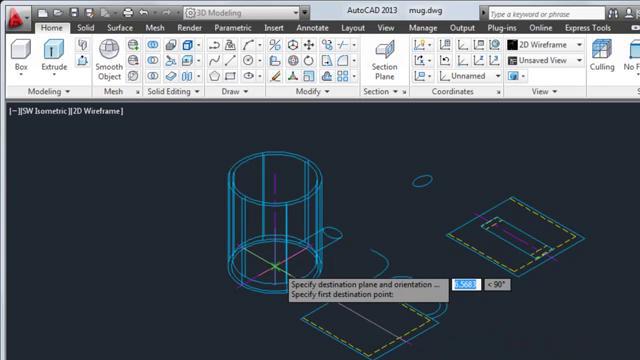 3D Modeling
AutoCAD 2013 mug.dwg
Type a keyword or phrase
Home Solid Surface Mesh Render Parametric Insert Annotate Layout View Manage Output Plug-ins Online Express Tools
Box
Extrude
Smooth
Object
Section
Plane
2D Wireframe
Unsaved View
Unnamed
Culling
Modeling Mesh Solid Editing Draw Modify Section Coordinates View
[−][SW Isometric][2D Wireframe]
Specify destination plane and orientation ...
Specify first destination point:
< 90°